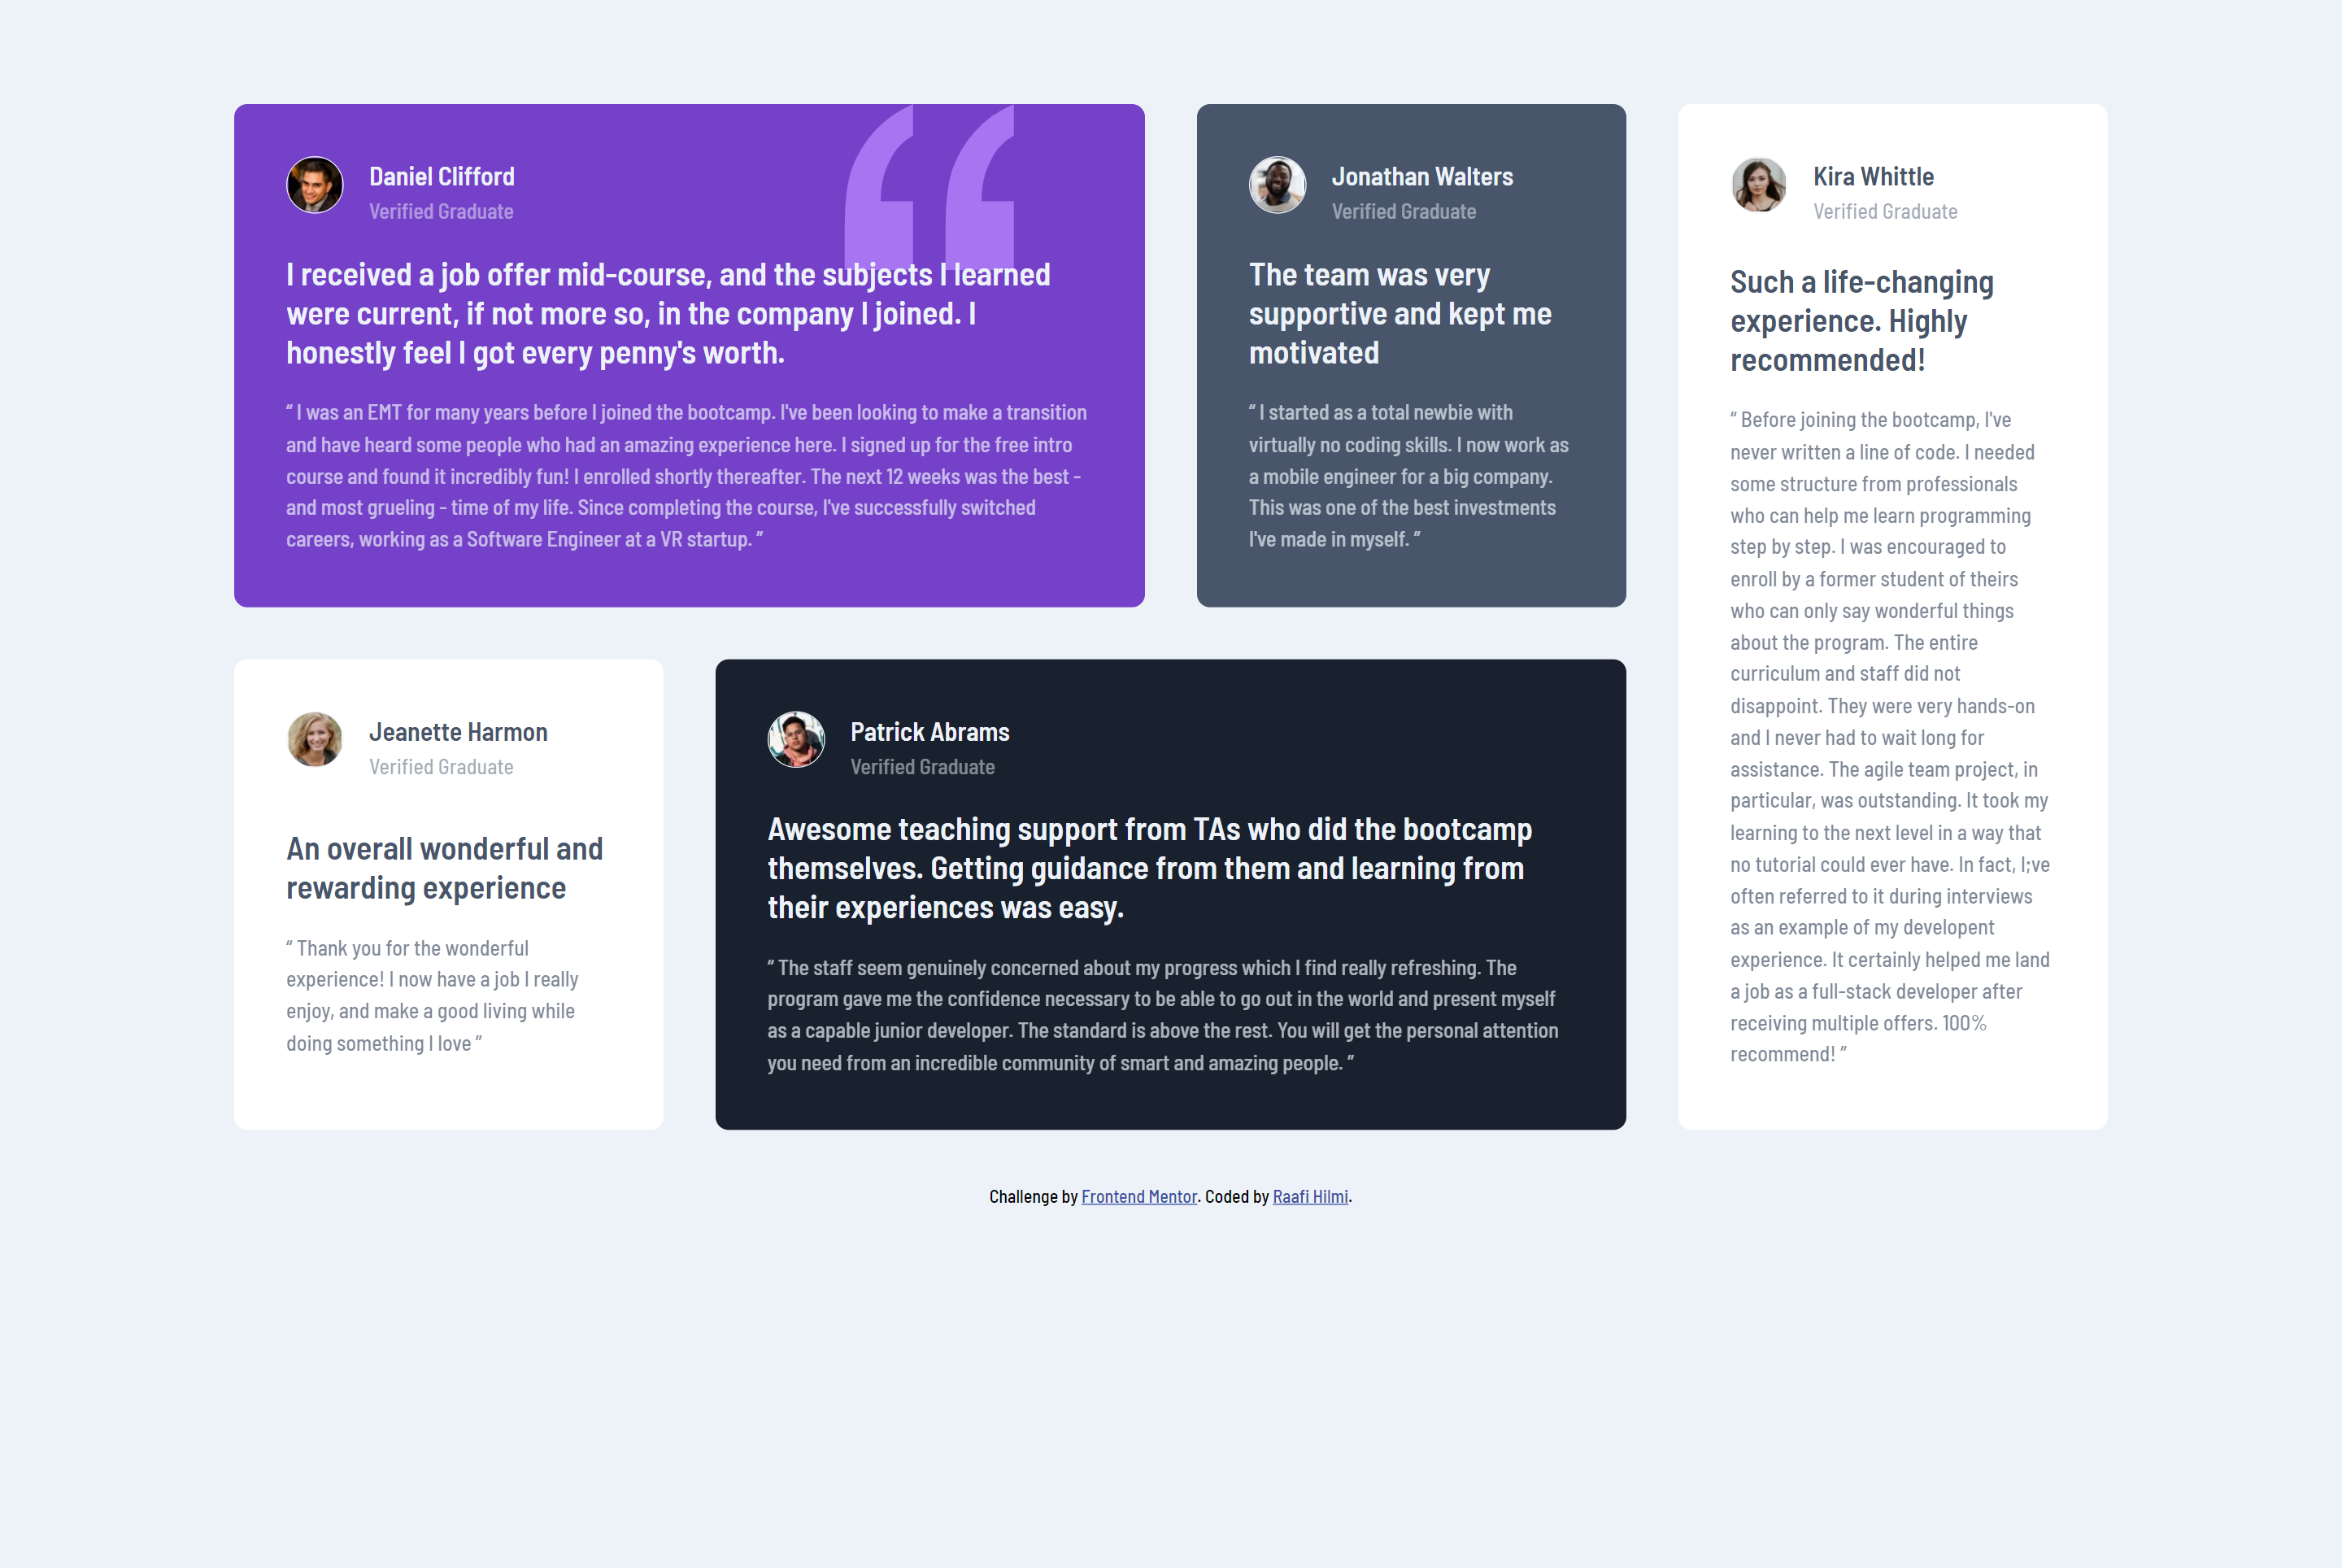 Daniel Clifford
Verified Graduate
I received a job offer mid-course, and the subjects I learned
were current, if not more so, in the company I joined. I
honestly feel I got every penny's worth.
“ I was an EMT for many years before I joined the bootcamp. I've been looking to make a transition
and have heard some people who had an amazing experience here. I signed up for the free intro
course and found it incredibly fun! I enrolled shortly thereafter. The next 12 weeks was the best -
and most grueling - time of my life. Since completing the course, I've successfully switched
careers, working as a Software Engineer at a VR startup. ”
Jonathan Walters
Verified Graduate
The team was very
supportive and kept me
motivated
“ I started as a total newbie with
virtually no coding skills. I now work as
a mobile engineer for a big company.
This was one of the best investments
I've made in myself. ”
Kira Whittle
Verified Graduate
Such a life-changing
experience. Highly
recommended!
“ Before joining the bootcamp, I've
never written a line of code. I needed
some structure from professionals
who can help me learn programming
step by step. I was encouraged to
enroll by a former student of theirs
who can only say wonderful things
about the program. The entire
curriculum and staff did not
disappoint. They were very hands-on
and I never had to wait long for
assistance. The agile team project, in
particular, was outstanding. It took my
learning to the next level in a way that
no tutorial could ever have. In fact, I;ve
often referred to it during interviews
as an example of my developent
experience. It certainly helped me land
a job as a full-stack developer after
receiving multiple offers. 100%
recommend! ”
Jeanette Harmon
Verified Graduate
An overall wonderful and
rewarding experience
“ Thank you for the wonderful
experience! I now have a job I really
enjoy, and make a good living while
doing something I love ”
Patrick Abrams
Verified Graduate
Awesome teaching support from TAs who did the bootcamp
themselves. Getting guidance from them and learning from
their experiences was easy.
“ The staff seem genuinely concerned about my progress which I find really refreshing. The
program gave me the confidence necessary to be able to go out in the world and present myself
as a capable junior developer. The standard is above the rest. You will get the personal attention
you need from an incredible community of smart and amazing people. ”
Challenge by Frontend Mentor. Coded by Raafi Hilmi.